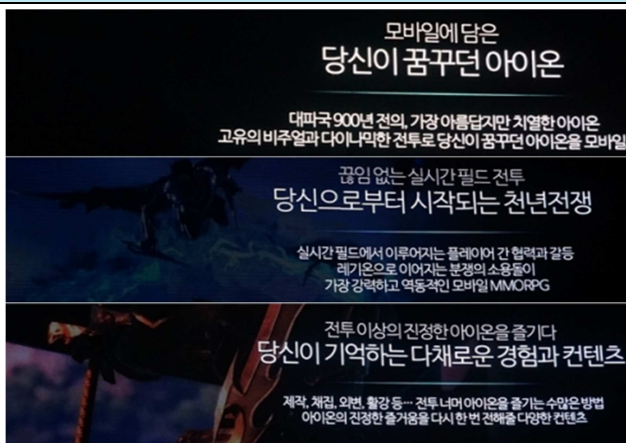 모바일에 담은
당신이 꿈꾸던 아이온
대파국 900년 전의, 가장 아름답지만 치열한 아이온
고유의 비주얼과 다이나믹한 전투로 당신이 꿈꾸던 아이온을 모바일
끊임 없는 실시간 필드 전투
당신으로부터 시작되는 천년전쟁
실시간 필드에서 이루어지는 플레이어 간 협력과 갈등
레기온으로 이어지는 분쟁의 소용돌이
가장 강력하고 역동적인 모바일 MMORPG
전투 이상의 진정한 아이온을 즐기다
당신이 기억하는 다채로운 경험과 컨텐츠
제작, 채집, 외변, 활강 등… 전투 너머 아이온을 즐기는 수많은 방법
아이온의 진정한 즐거움을 다시 한 번 전해줄 다양한 컨텐츠